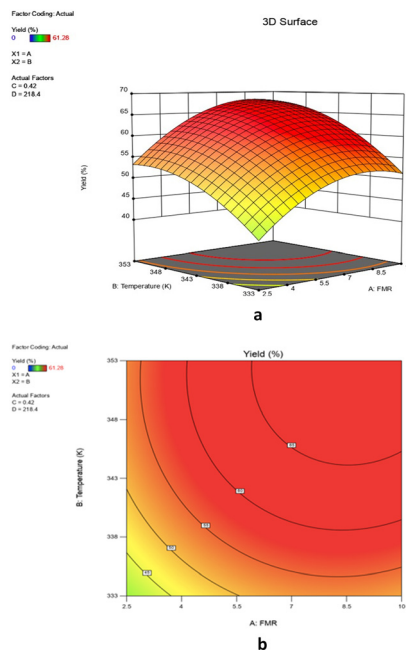 Factor Coding: Actual
3D Surface
Yield (%)
0 61.28
X1 = A
X2 = B
Actual Factors
C = 0.42
D = 218.4
70
65
60
55
50
45
40
Yield (%)
353
348
343
338
333
2.5
4
5.5
7
8.5
B: Temperature (K)
A: FMR
a
Factor Coding: Actual
Yield (%)
Yield (%)
0 61.28
X1 = A
X2 = B
Actual Factors
C = 0.42
D = 218.4
353
348
343
338
333
B: Temperature (K)
2.5 4 5.5 7 8.5 10
A: FMR
b